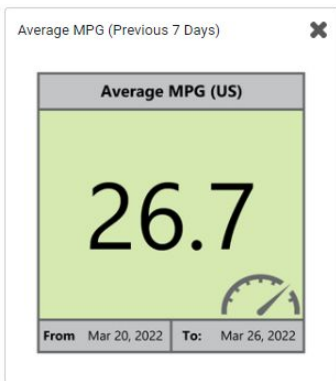 Average MPG (Previous 7 Days)
Average MPG (US)
26.7
From Mar 20, 2022 To: Mar 26, 2022